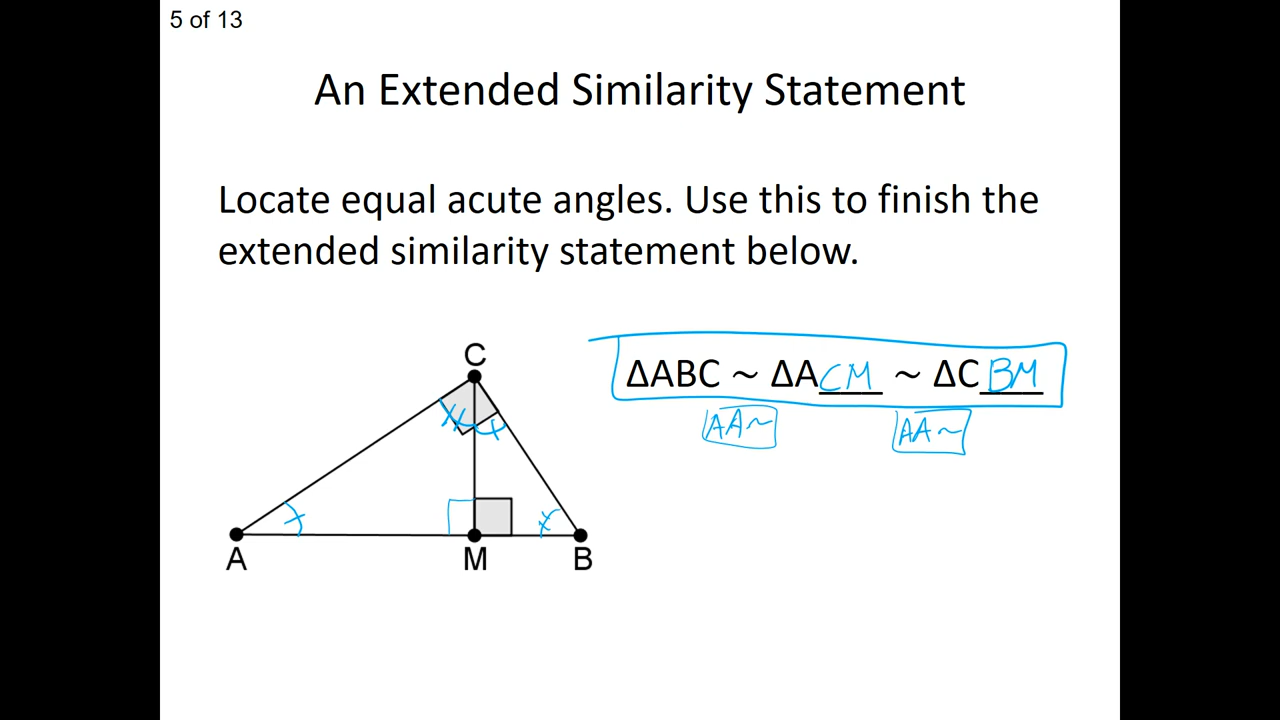 5 of 13
An Extended Similarity Statement
Locate equal acute angles. Use this to finish the
extended similarity statement below.
C
ΔABC ~ ΔACM ~ ΔCBM
AA~ AA~
A M B